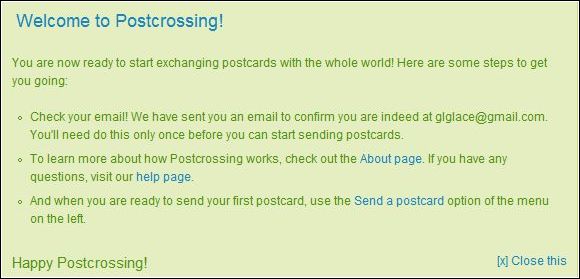 Welcome to Postcrossing!
You are now ready to start exchanging postcards with the whole world! Here are some steps to get
you going:
Check your email! We have sent you an email to confirm you are indeed at glglace@gmail.com.
You'll need do this only once before you can start sending postcards.
To learn more about how Postcrossing works, check out the About page. If you have any
questions, visit our help page.
And when you are ready to send your first postcard, use the Send a postcard option of the menu
on the left.
Happy Postcrossing!
[x] Close this